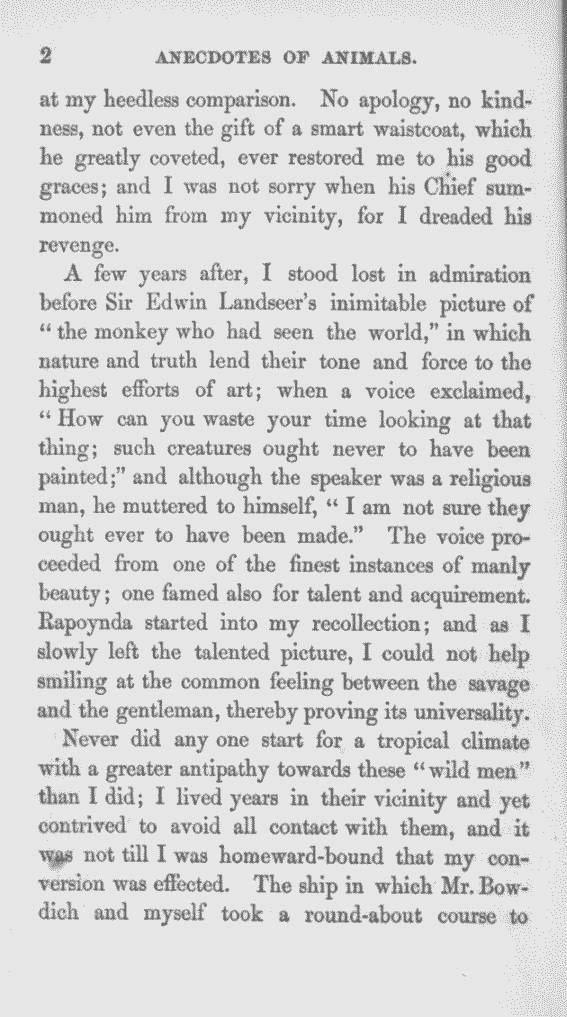 2 ANECDOTES OF ANIMALS.
at my heedless comparison. No apology, no kind-
ness, not even the gift of a smart waistcoat, which
he greatly coveted, ever restored me to his good
graces; and I was not sorry when his Chief sum-
moned him from my vicinity, for I dreaded his
revenge.
A few years after, I stood lost in admiration
before Sir Edwin Landseer's inimitable picture of
"the monkey who had seen the world," in which
nature and truth lend their tone and force to the
highest efforts of art; when a voice exclaimed,
"How can you waste your time looking at that
thing; such creatures ought never to have been
painted;" and although the speaker was a religious
man, he muttered to himself, "I am not sure they
ought ever to have been made." The voice pro-
ceeded from one of the finest instances of manly
beauty; one famed also for talent and acquirement.
Rapoynda started into my recollection; and as I
slowly left the talented picture, I could not help
smiling at the common feeling between the savage
and the gentleman, thereby proving its universality.
Never did any one start for a tropical climate
with a greater antipathy towards these "wild men"
than I did; I lived years in their vicinity and yet
contrived to avoid all contact with them, and it
was not till I was homeward-bound that my con-
version was effected. The ship in which Mr. Bow-
dich and myself took a round-about course to